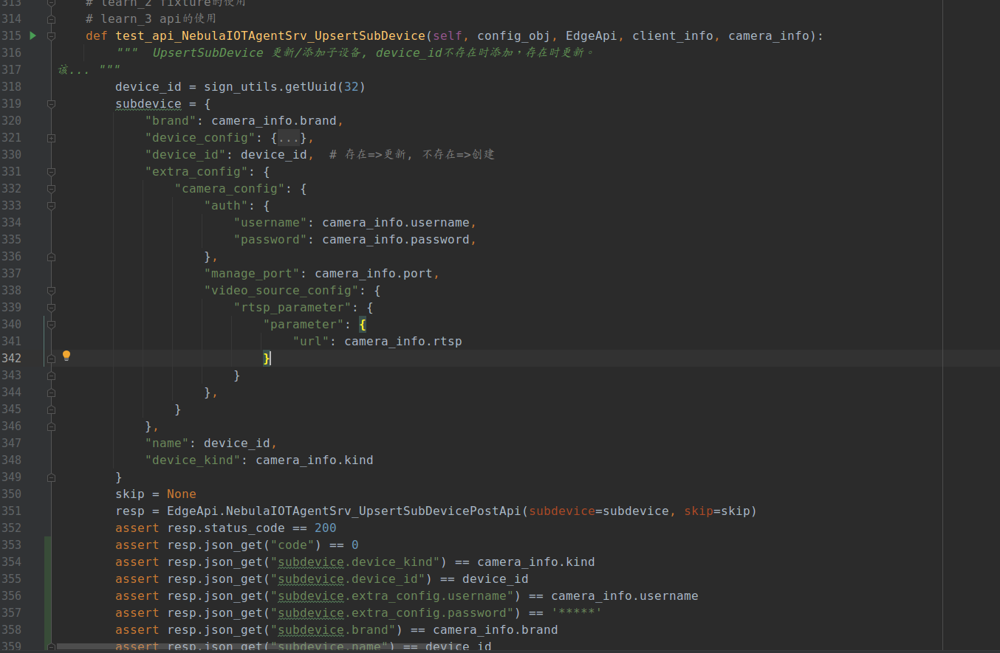 313 # learn_2 fixture的使用
314 # learn_3 api的使用
315 def test_api_NebulaIOTAgentSrv_UpsertSubDevice(self, config_obj, EdgeApi, client_info, camera_info):
316 """ UpsertSubDevice 更新/添加子设备, device_id不存在时添加，存在时更新。
317 该... """
318 device_id = sign_utils.getUuid(32)
319 subdevice = {
320 "brand": camera_info.brand,
321 "device_config": {...},
330 "device_id": device_id, # 存在=>更新, 不存在=>创建
331 "extra_config": {
332 "camera_config": {
333 "auth": {
334 "username": camera_info.username,
335 "password": camera_info.password,
336 },
337 "manage_port": camera_info.port,
338 "video_source_config": {
339 "rtsp_parameter": {
340 "parameter": {
341 "url": camera_info.rtsp
342 }
343 }
344 },
345 }
346 },
347 "name": device_id,
348 "device_kind": camera_info.kind
349 }
350 skip = None
351 resp = EdgeApi.NebulaIOTAgentSrv_UpsertSubDevicePostApi(subdevice=subdevice, skip=skip)
352 assert resp.status_code == 200
353 assert resp.json_get("code") == 0
354 assert resp.json_get("subdevice.device_kind") == camera_info.kind
355 assert resp.json_get("subdevice.device_id") == device_id
356 assert resp.json_get("subdevice.extra_config.username") == camera_info.username
357 assert resp.json_get("subdevice.extra_config.password") == '*****'
358 assert resp.json_get("subdevice.brand") == camera_info.brand
359 assert resp.json_get("subdevice.name") == device_id